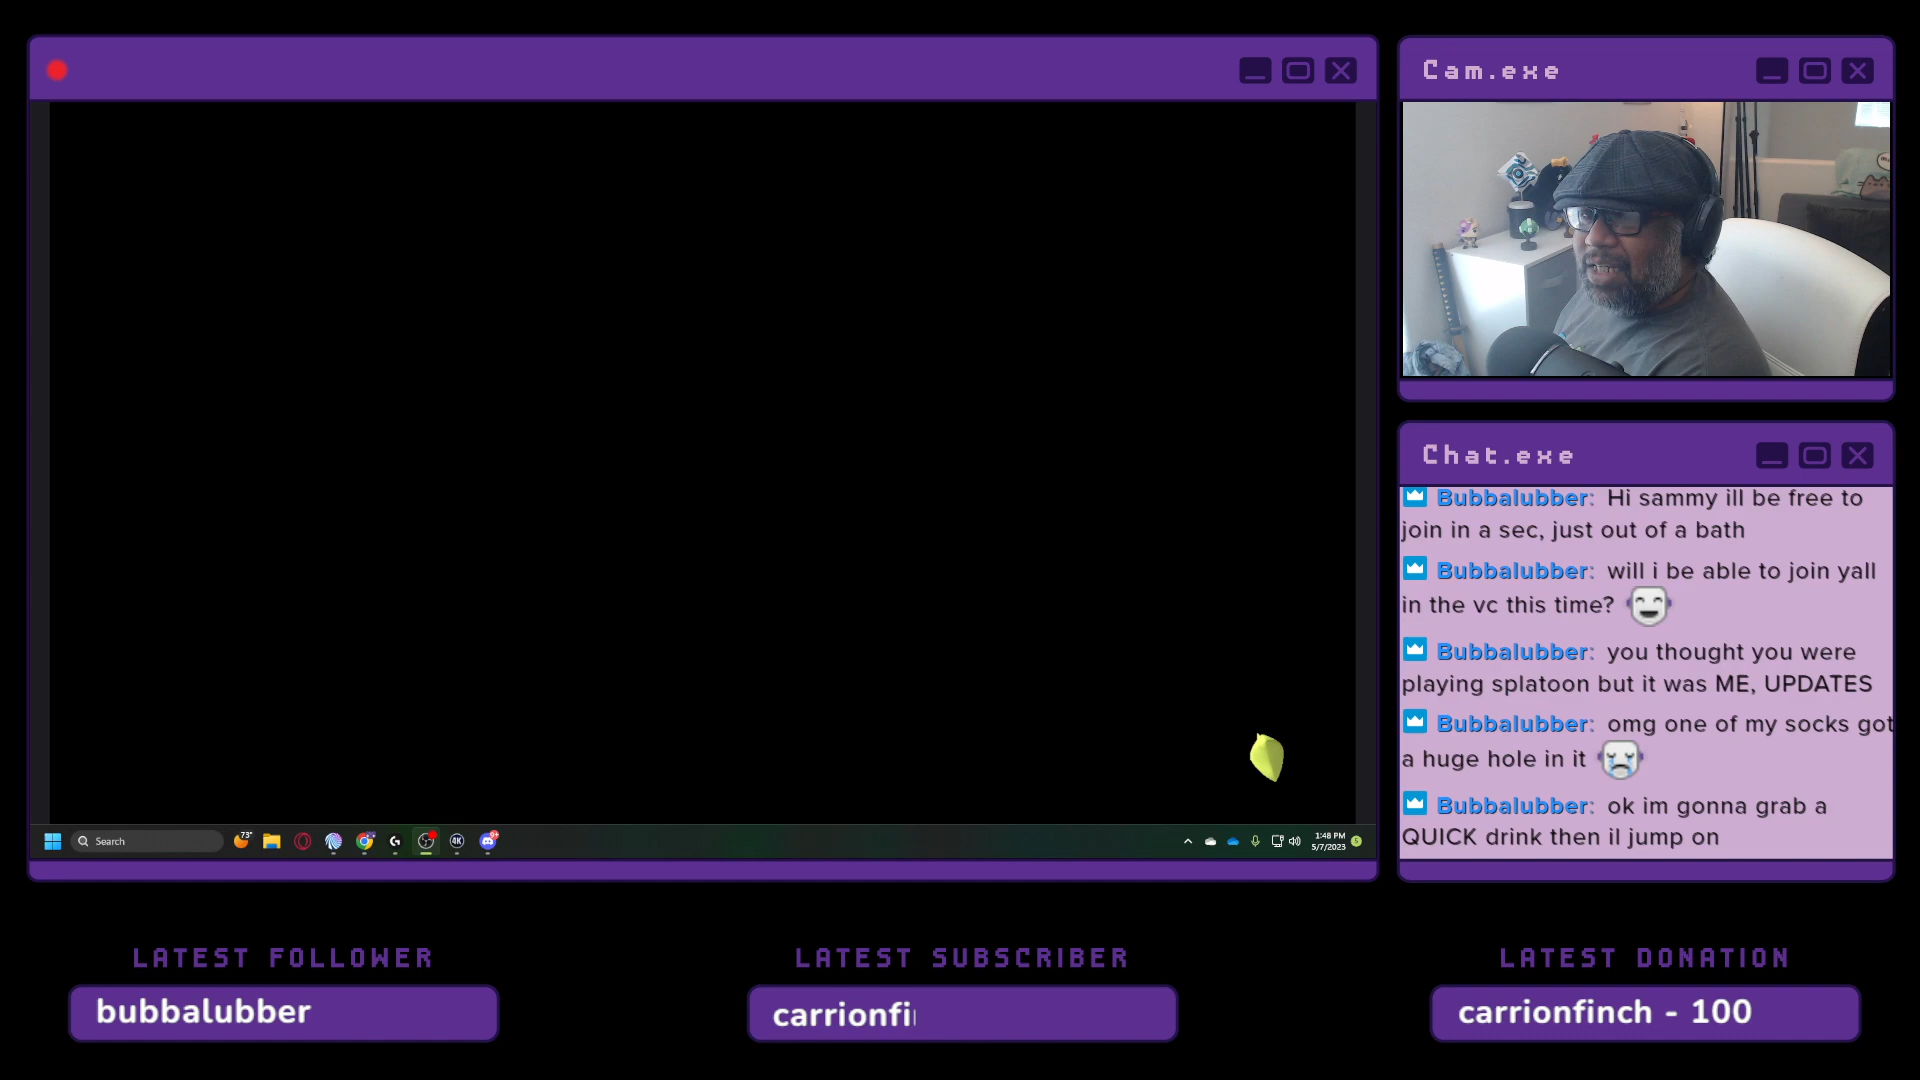 Cam.exe
Chat.exe
Bubbalubber: Hi sammy ill be free to
join in a sec, just out of a bath
Bubbalubber: will i be able to join yall
in the vc this time?
Bubbalubber: you thought you were
playing splatoon but it was ME, UPDATES
Bubbalubber: omg one of my socks got
a huge hole in it
Bubbalubber: ok im gonna grab a
QUICK drink then il jump on
Search
73°
4K
1:48 PM
5/7/2023
LATEST FOLLOWER
bubbalubber
LATEST SUBSCRIBER
carrionfi
LATEST DONATION
carrionfinch - 100